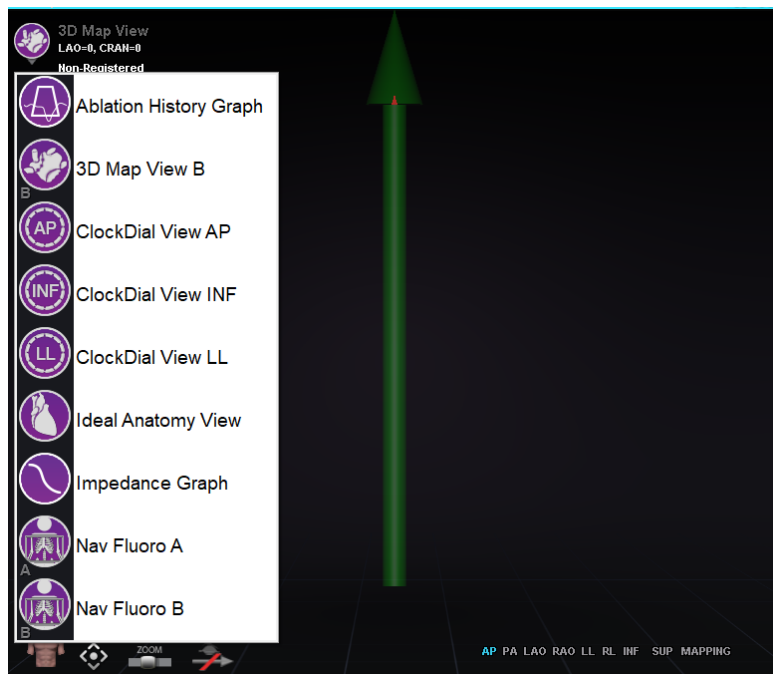 3D Map View
LAO=0, CRAN=0
Non-Registered
Ablation History Graph
3D Map View B
B
AP
ClockDial View AP
INF
ClockDial View INF
LL
ClockDial View LL
Ideal Anatomy View
Impedance Graph
Nav Fluoro A
A
Nav Fluoro B
B
ZOOM
AP PA LAO RAO LL RL INF SUP MAPPING